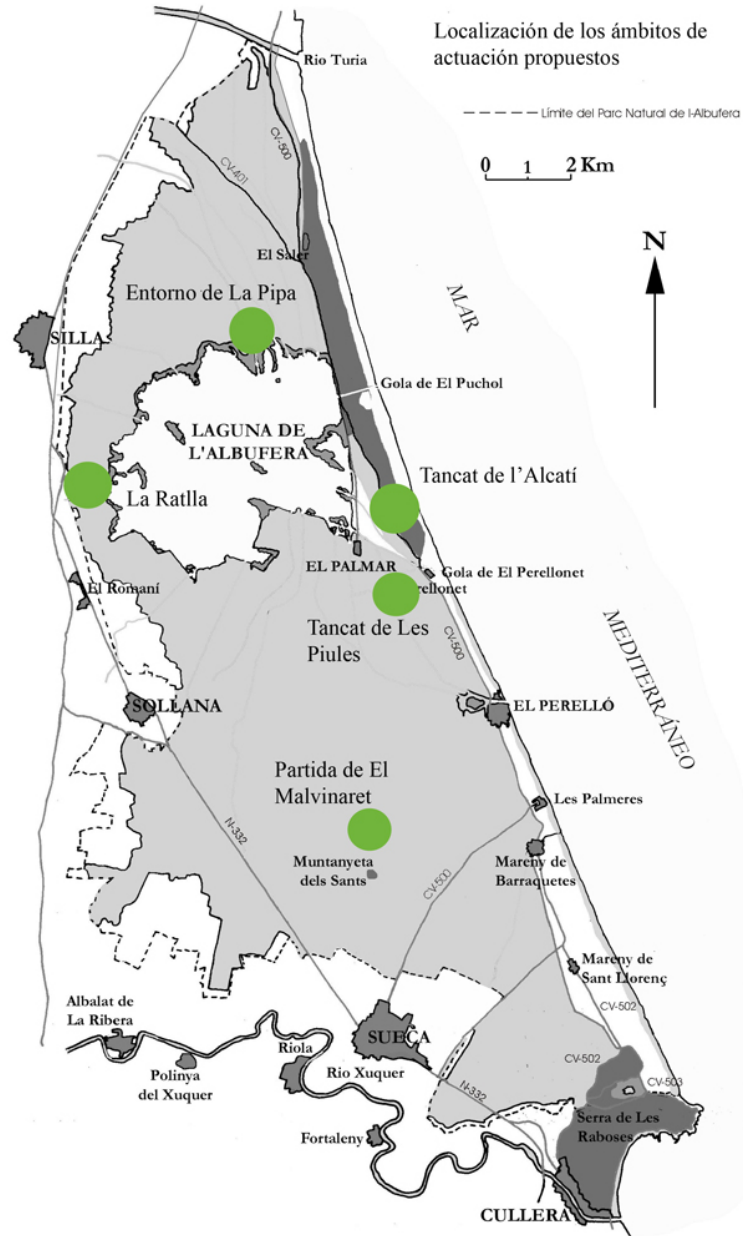 Localización de los ámbitos de
actuación propuestos
Límite del Parc Natural de l-Albufera
0 1 2 Km
N
Rio Turia
CV-500
CV-401
El Saler
Entorno de La Pipa
SILLA
MAR
Gola de El Puchol
LAGUNA DE
L'ALBUFERA
Tancat de l'Alcatí
La Ratlla
EL PALMAR
Gola de El Perellonet
rellonet
El Romaní
Tancat de Les
Piules
CV-500
MEDITERRÁNEO
SOLLANA
EL PERELLÓ
Partida de El
Malvinaret
Les Palmeres
N-332
Muntanyeta
dels Sants
CV-500
Mareny de
Barraquetes
Mareny de
Sant Llorenç
CV-502
Albalat de
La Ribera
SUECA
Riola
Rio Xuquer
Polinya
del Xuquer
CV-502
CV-503
N-332
Serra de Les
Raboses
Fortaleny
CULLERA